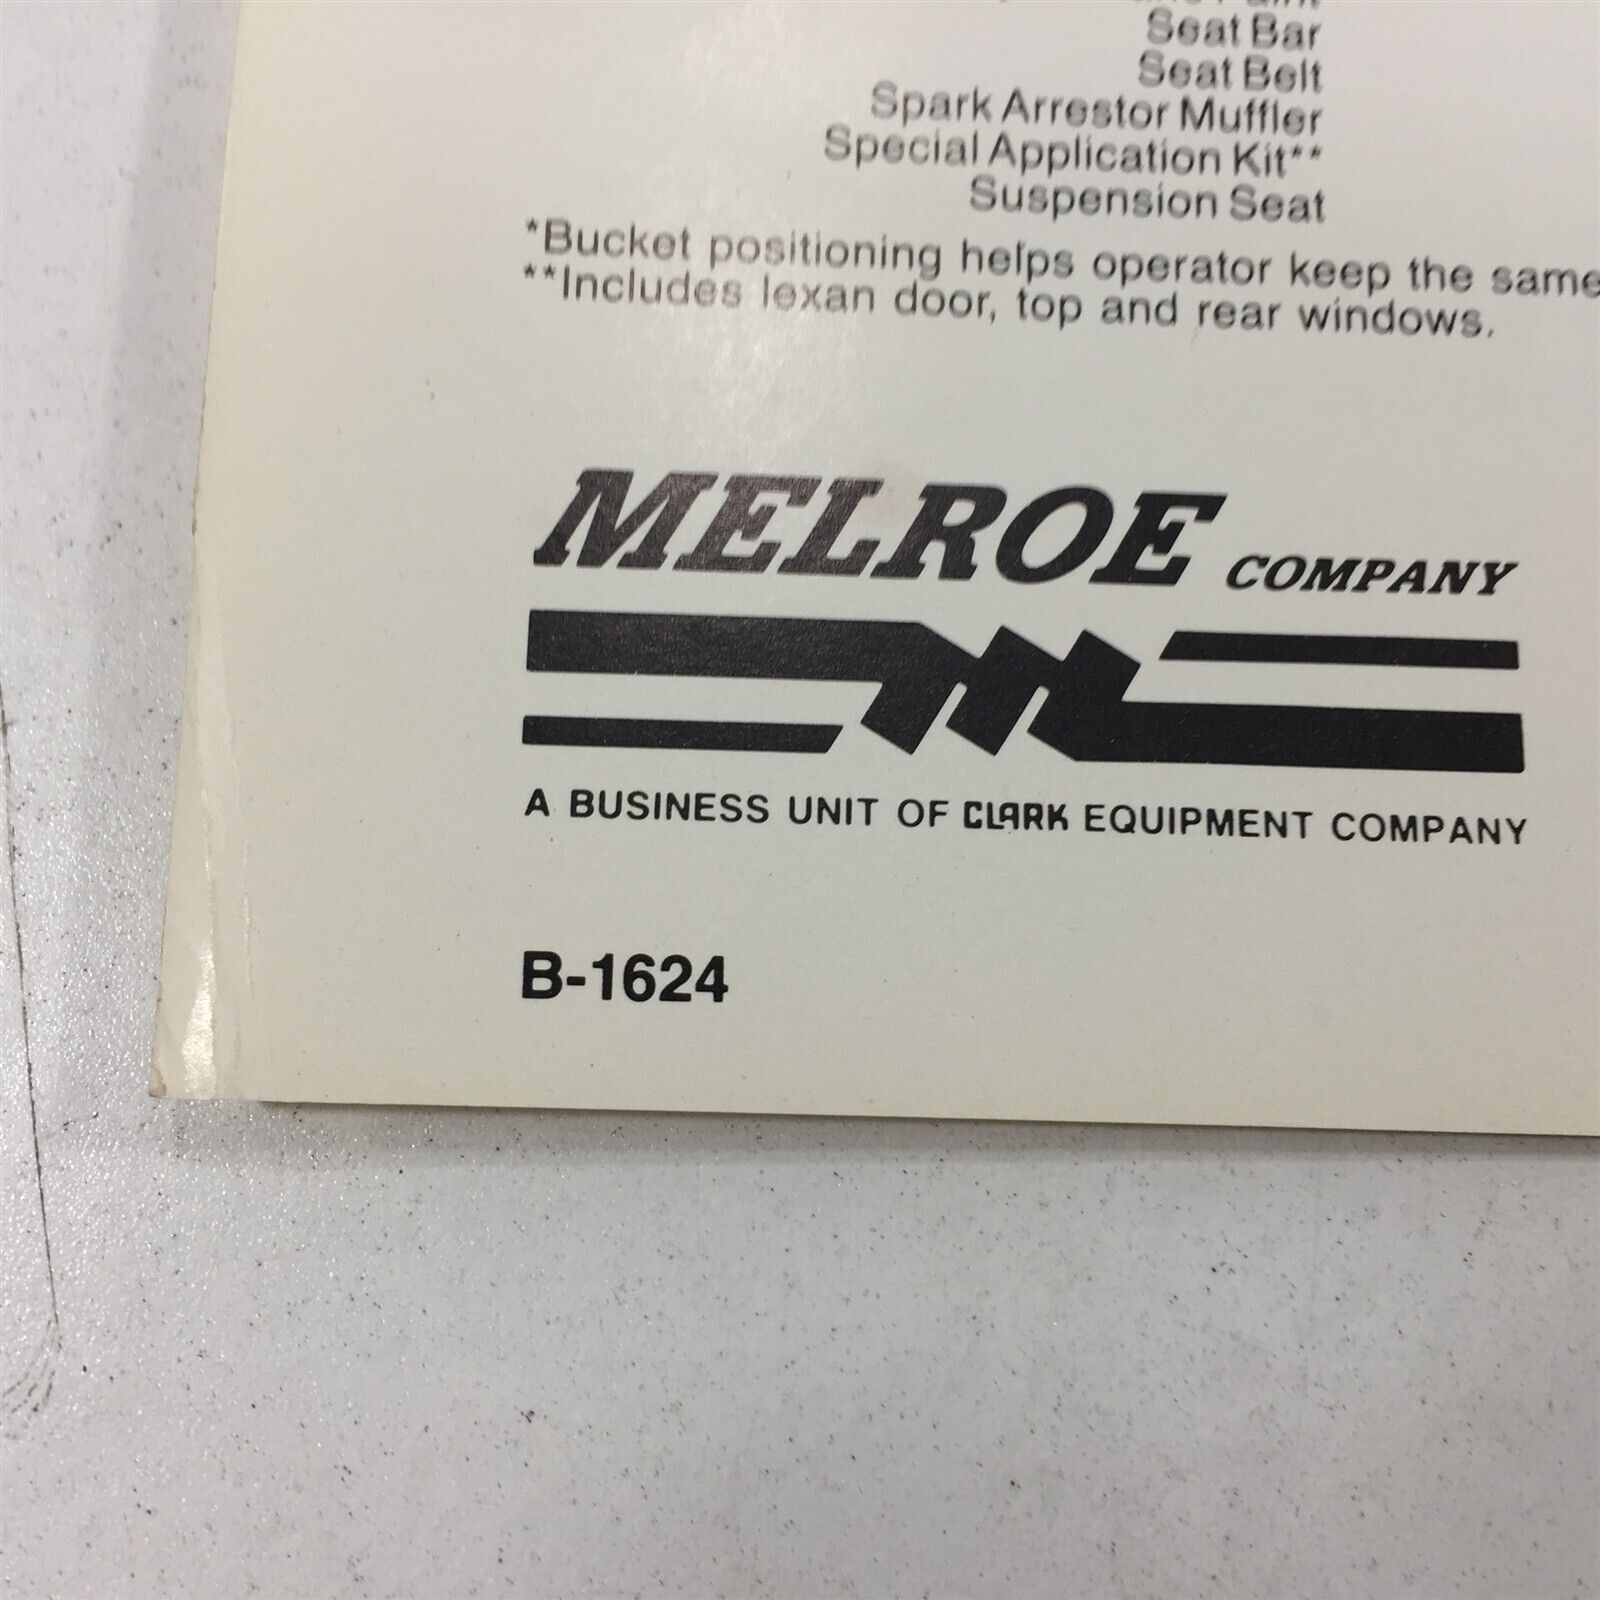 Paint
Seat Bar
Seat Belt
Spark Arrestor Muffler
Special Application Kit**
Suspension Seat
*Bucket positioning helps operator keep the same
**Includes lexan door, top and rear windows.
MELROE COMPANY
A BUSINESS UNIT OF CLARK EQUIPMENT COMPANY
B-1624